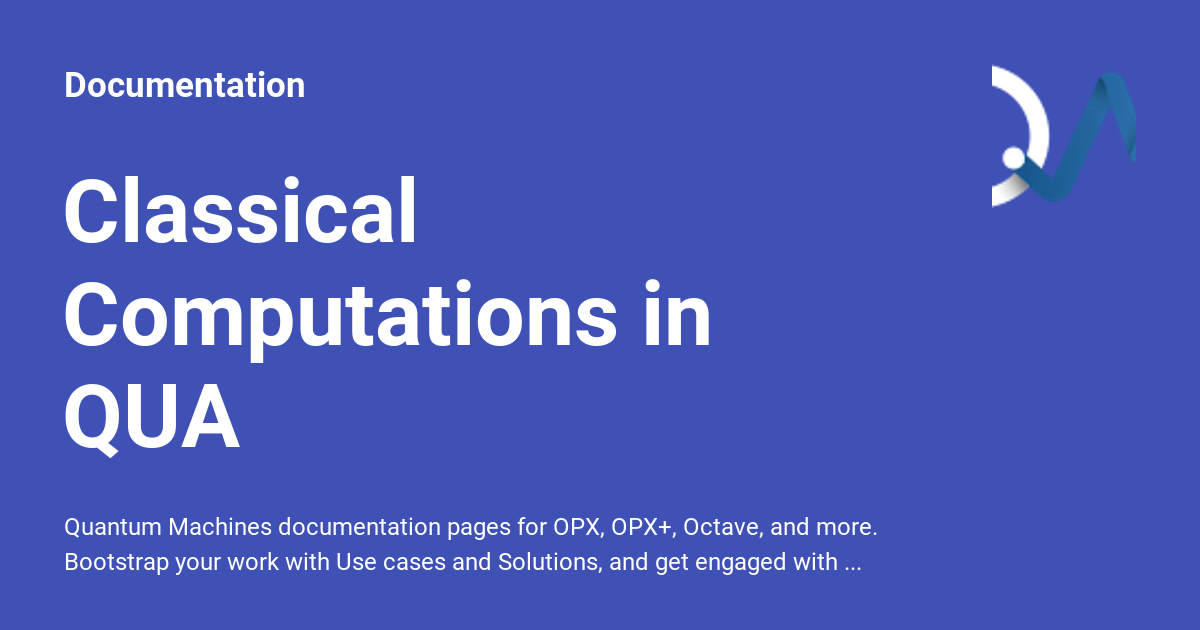 Documentation
Classical
Computations in
QUA
Quantum Machines documentation pages for OPX, OPX+, Octave, and more.
Bootstrap your work with Use cases and Solutions, and get engaged with ...